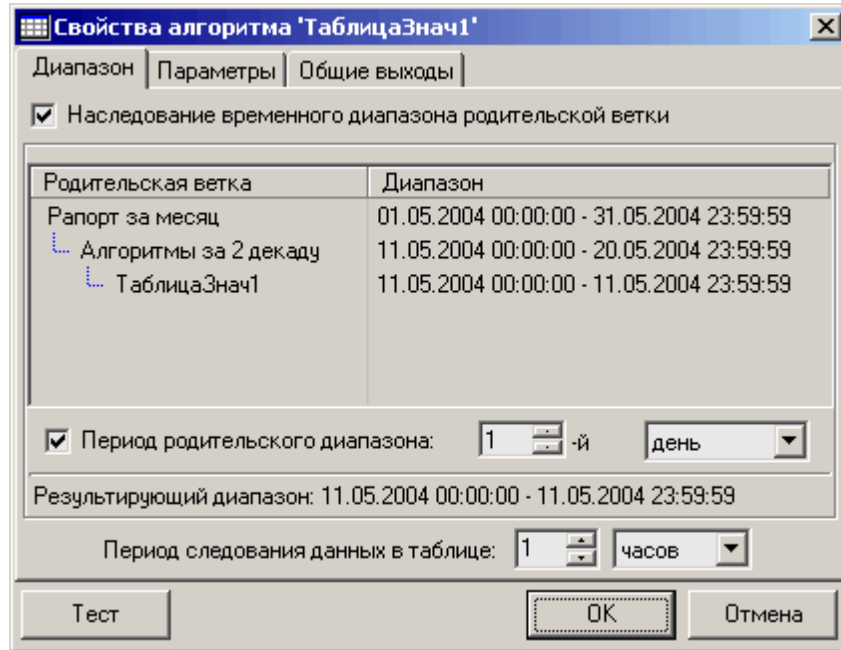 Свойства алгоритма 'ТаблицаЗнач1'
Диапазон Параметры Общие выходы
Наследование временного диапазона родительской ветки
Родительская ветка Диапазон
Рапорт за месяц 01.05.2004 00:00:00 - 31.05.2004 23:59:59
Алгоритмы за 2 декаду 11.05.2004 00:00:00 - 20.05.2004 23:59:59
ТаблицаЗнач1 11.05.2004 00:00:00 - 11.05.2004 23:59:59
Период родительского диапазона: 1 -й день
Результирующий диапазон: 11.05.2004 00:00:00 - 11.05.2004 23:59:59
Период следования данных в таблице: 1 часов
Тест OK Отмена